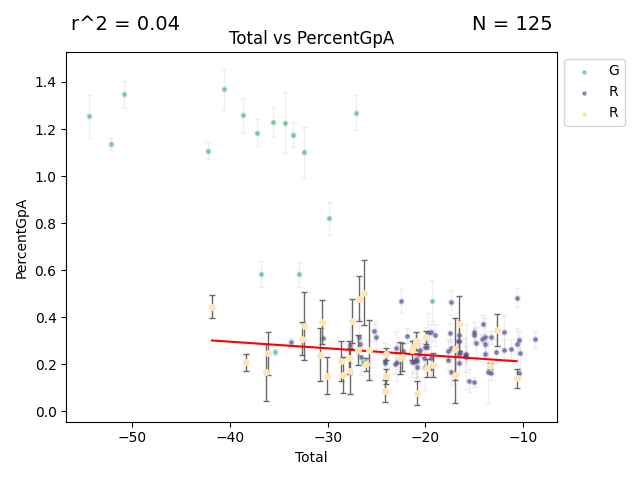 r^2 = 0.04
N = 125
Total vs PercentGpA
G
R
R
1.4
1.2
1.0
0.8
0.6
0.4
0.2
0.0
PercentGpA
−50
−40
−30
−20
−10
Total